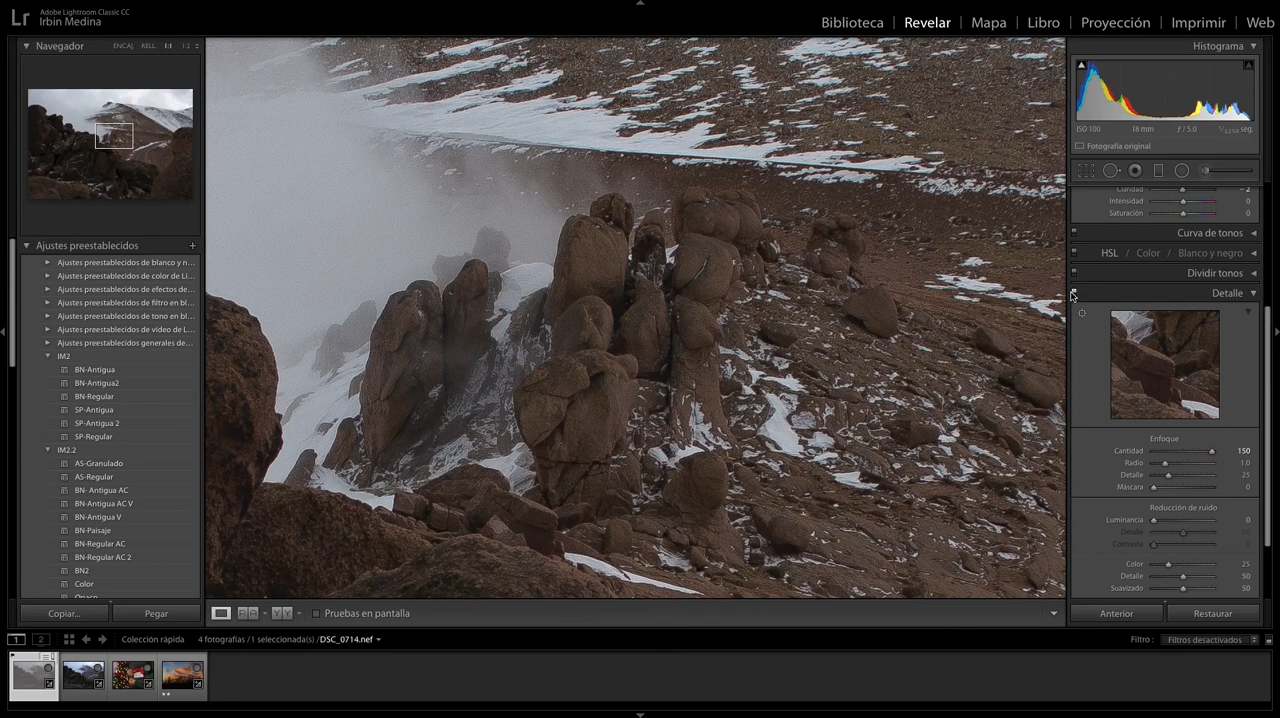 Lr
Adobe Lightroom Classic CC
Irbin Medina
Biblioteca | Revelar | Mapa | Libro | Proyección | Imprimir | Web
Navegador
ENCAJ. RELL. 1:1 1:2
Ajustes preestablecidos +
Ajustes preestablecidos de blanco y n...
Ajustes preestablecidos de color de Li...
Ajustes preestablecidos de efectos de...
Ajustes preestablecidos de filtro en bl...
Ajustes preestablecidos de tono en bl...
Ajustes preestablecidos de vídeo de L...
Ajustes preestablecidos generales de...
IM2
BN-Antigua
BN-Antigua2
BN-Regular
SP-Antigua
SP-Antigua 2
SP-Regular
IM2.2
AS-Granulado
AS-Regular
BN- Antigua AC
BN-Antigua AC V
BN-Antigua V
BN-Paisaje
BN-Regular AC
BN-Regular AC 2
BN2
Color
Opaco
Copiar... Pegar
Histograma
ISO 100 18 mm ƒ / 5.0 1/1250 seg.
Fotografía original
Claridad − 2
Intensidad 0
Saturación 0
Curva de tonos
HSL / Color / Blanco y negro
Dividir tonos
Detalle
Enfoque
Cantidad 150
Radio 1.0
Detalle 25
Máscara 0
Reducción de ruido
Luminancia 0
Detalle 50
Contraste 0
Color 25
Detalle 50
Suavizado 50
Anterior Restaurar
Pruebas en pantalla
1 2 Colección rápida 4 fotografías / 1 seleccionada(s) / DSC_0714.nef
Filtro : Filtros desactivados